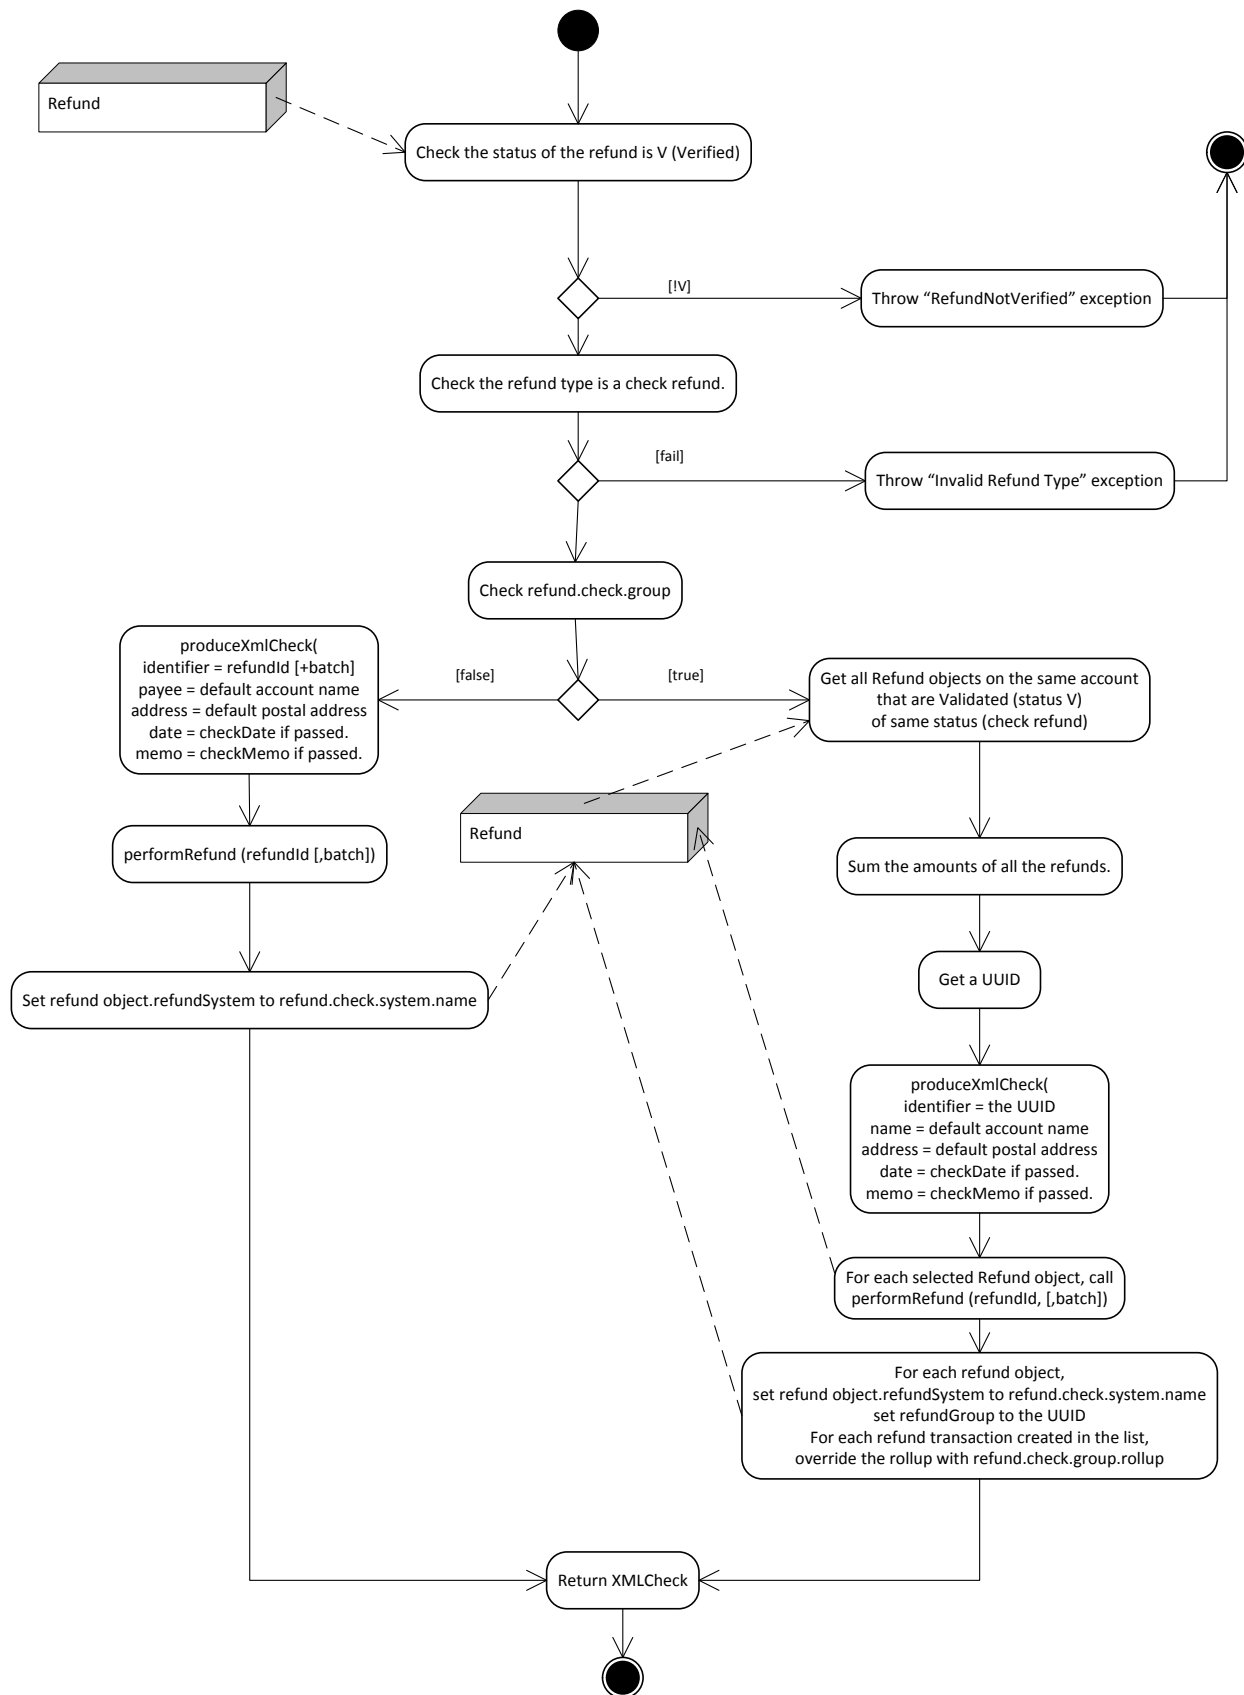 Refund
Check the status of the refund is V (Verified)
[!V]
Throw “RefundNotVerified” exception
Check the refund type is a check refund.
[fail]
Throw “Invalid Refund Type” exception
Check refund.check.group
[false]
[true]
produceXmlCheck(
identifier = refundId [+batch]
payee = default account name
address = default postal address
date = checkDate if passed.
memo = checkMemo if passed.
Get all Refund objects on the same account
that are Validated (status V)
of same status (check refund)
performRefund (refundId [,batch])
Refund
Sum the amounts of all the refunds.
Set refund object.refundSystem to refund.check.system.name
Get a UUID
produceXmlCheck(
identifier = the UUID
name = default account name
address = default postal address
date = checkDate if passed.
memo = checkMemo if passed.
For each selected Refund object, call
performRefund (refundId, [,batch])
For each refund object,
set refund object.refundSystem to refund.check.system.name
set refundGroup to the UUID
For each refund transaction created in the list,
override the rollup with refund.check.group.rollup
Return XMLCheck